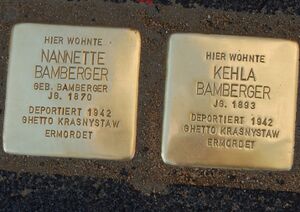 HIER WOHNTE
NANNETTE
BAMBERGER
GEB. BAMBERGER
JG. 1870
DEPORTIERT 1942
GHETTO KRASNYSTAW
ERMORDET
HIER WOHNTE
KEHLA
BAMBERGER
JG. 1893
DEPORTIERT 1942
GHETTO KRASNYSTAW
ERMORDET